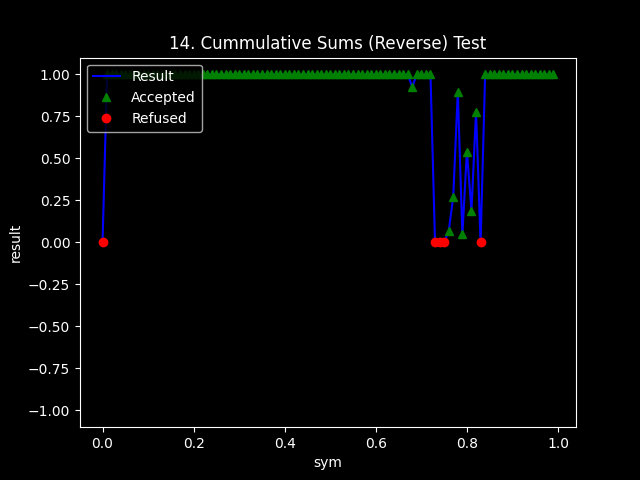 14. Cummulative Sums (Reverse) Test
Result
Accepted
Refused
1.00
0.75
0.50
0.25
0.00
−0.25
−0.50
−0.75
−1.00
result
0.0 0.2 0.4 0.6 0.8 1.0
sym